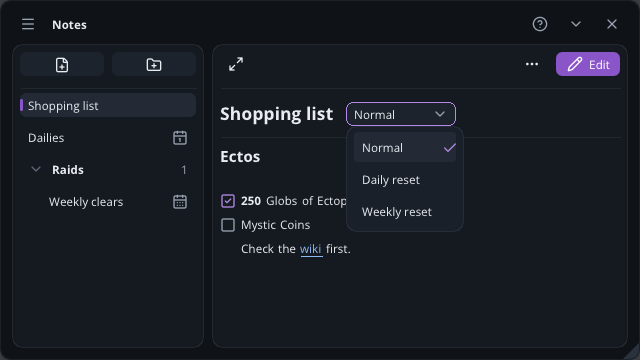 Notes
Edit
Shopping list
Dailies
Raids 1
Weekly clears
Shopping list Normal
Normal
Daily reset
Weekly reset
Ectos
250 Globs of Ectop
Mystic Coins
Check the wiki first.